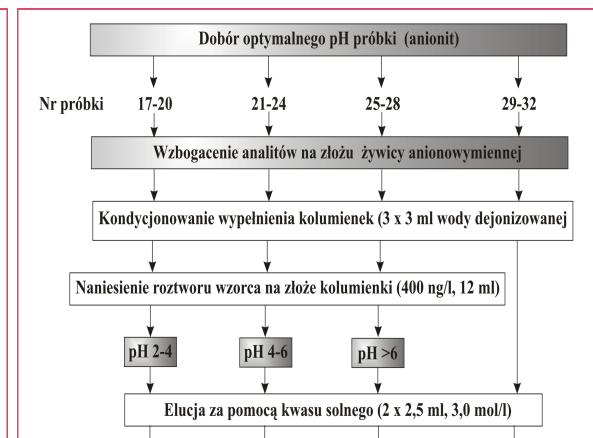 Dobór optymalnego pH próbki (anionit)
Nr próbki 17-20 21-24 25-28 29-32
Wzbogacenie analitów na złożu żywicy anionowymiennej
Kondycjonowanie wypełnienia kolumienek (3 x 3 ml wody dejonizowanej
Naniesienie roztworu wzorca na złoże kolumienki (400 ng/l, 12 ml)
pH 2-4 pH 4-6 pH >6
Elucja za pomocą kwasu solnego (2 x 2,5 ml, 3,0 mol/l)